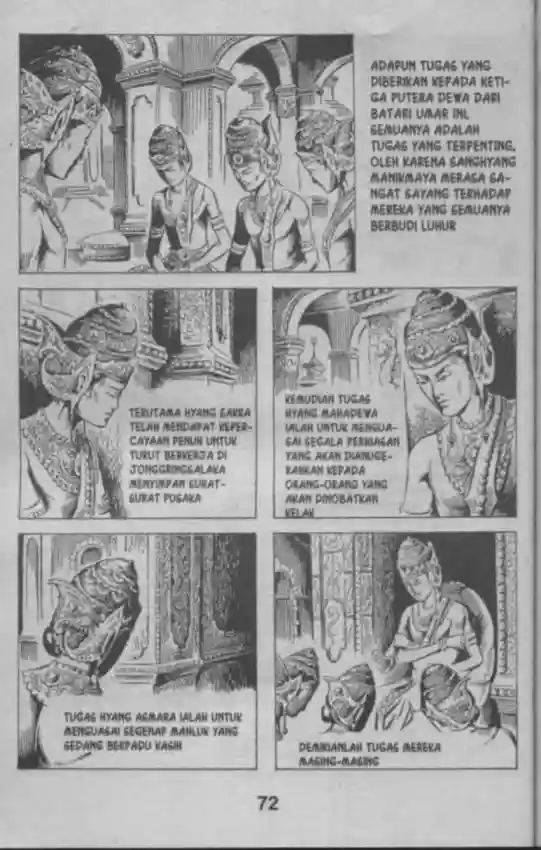 ADAPUN TUGAS YANG
DIBERIKAN KEPADA KETI-
GA PUTERA DEWA DARI
BATARI UMAR INI,
SEMUANYA ADALAH
TUGAS YANG TERPENTING,
OLEH KARENA SANGHYANG
MANIKMAYA MERASA SA-
NGAT SAYANG TERHADAP
MEREKA YANG SEMUANYA
BERBUDI LUHUR
TERUTAMA HYANG SAKRA
TELAH MENDAPAT KEPER-
CAYAAN PENUH UNTUK
TURUT BERKERJA DI
JONGGRINGSALAKA
MENYIMPAN SURAT-
SURAT PUSAKA
KEMUDIAN TUGAS
HYANG MAHADEWA
IALAH UNTUK MENGUA-
SAI SEGALA PERHIASAN
YANG AKAN DIANUGE-
RAHKAN KEPADA
ORANG-ORANG YANG
AKAN DINOBATKAN
KELAK
TUGAS HYANG ASMARA IALAH UNTUK
MENGUASAI SEGENAP MAHLUK YANG
SEDANG BERPADU KASIH
DEMIKIANLAH TUGAS MEREKA
MASING-MASING
72